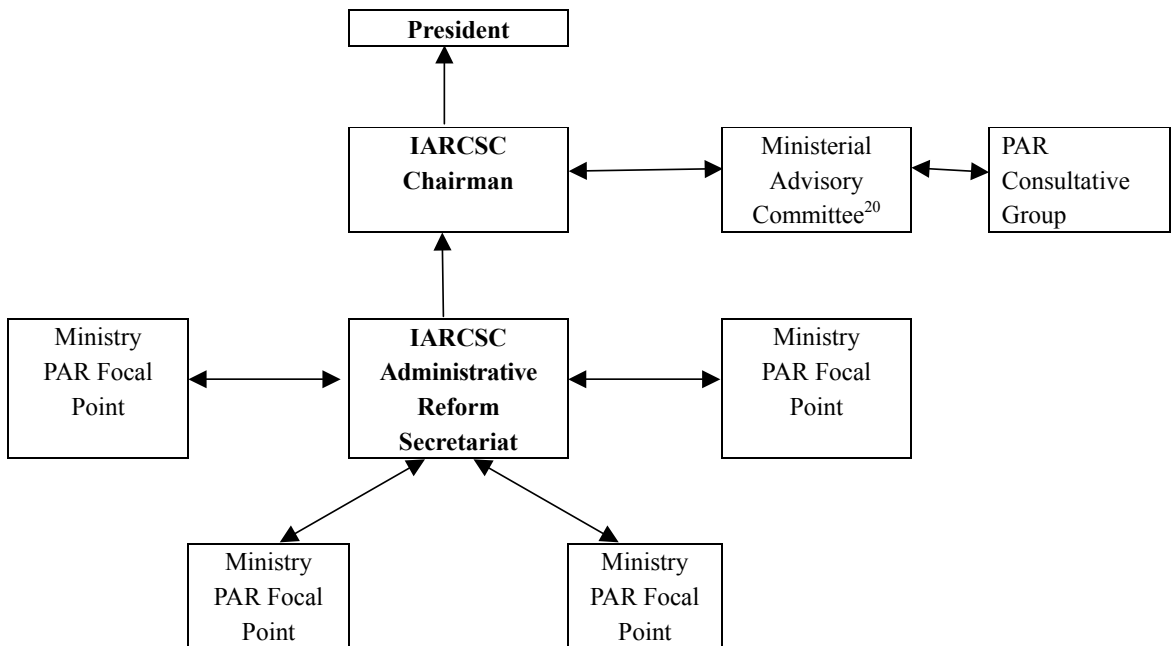 President
IARCSC
Chairman
Ministerial
Advisory
Committee20
PAR
Consultative
Group
Ministry
PAR Focal
Point
IARCSC
Administrative
Reform
Secretariat
Ministry
PAR Focal
Point
Ministry
PAR Focal
Point
Ministry
PAR Focal
Point